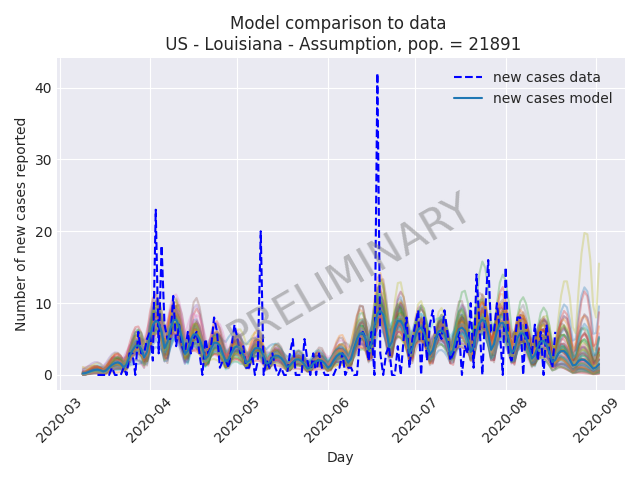 Model comparison to data
US - Louisiana - Assumption, pop. = 21891
Number of new cases reported
40
30
20
10
0
new cases data
new cases model
PRELIMINARY
2020-03
2020-04
2020-05
2020-06
2020-07
2020-08
2020-09
Day